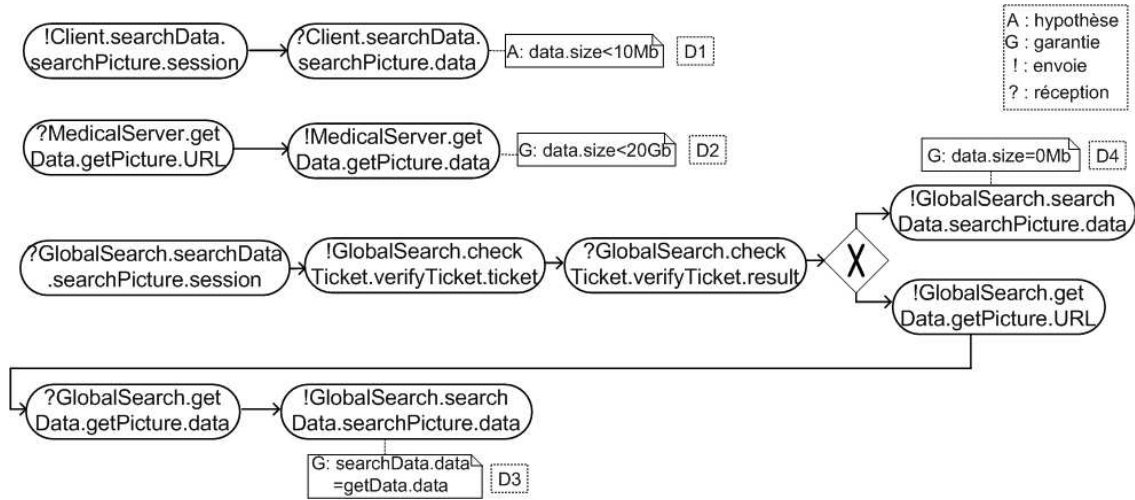 !Client.searchData.
searchPicture.session
?Client.searchData.
searchPicture.data
A: data.size<10Mb
D1
A : hypothèse
G : garantie
! : envoie
? : réception
?MedicalServer.get
Data.getPicture.URL
!MedicalServer.get
Data.getPicture.data
G: data.size<20Gb
D2
G: data.size=0Mb
D4
!GlobalSearch.search
Data.searchPicture.data
?GlobalSearch.searchData
.searchPicture.session
!GlobalSearch.check
Ticket.verifyTicket.ticket
?GlobalSearch.check
Ticket.verifyTicket.result
X
!GlobalSearch.get
Data.getPicture.URL
?GlobalSearch.get
Data.getPicture.data
!GlobalSearch.search
Data.searchPicture.data
G: searchData.data
=getData.data
D3